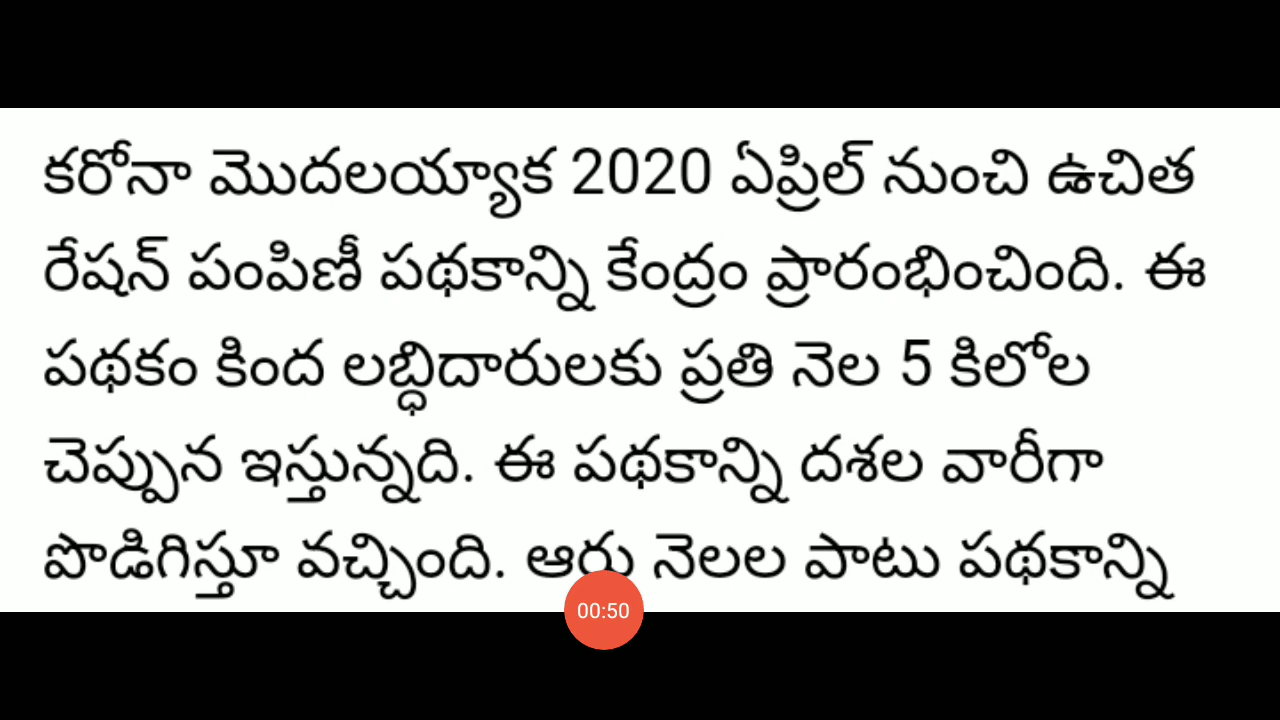 కరోనా మొదలయ్యాక 2020 ఏప్రిల్ నుంచి ఉచిత
రేషన్ పంపిణీ పథకాన్ని కేంద్రం ప్రారంభించింది. ఈ
పథకం కింద లబ్ధిదారులకు ప్రతి నెల 5 కిలోల
చెప్పున ఇస్తున్నది. ఈ పథకాన్ని దశల వారీగా
పొడిగిస్తూ వచ్చింది. ఆరు నెలల పాటు పథకాన్ని
00:50